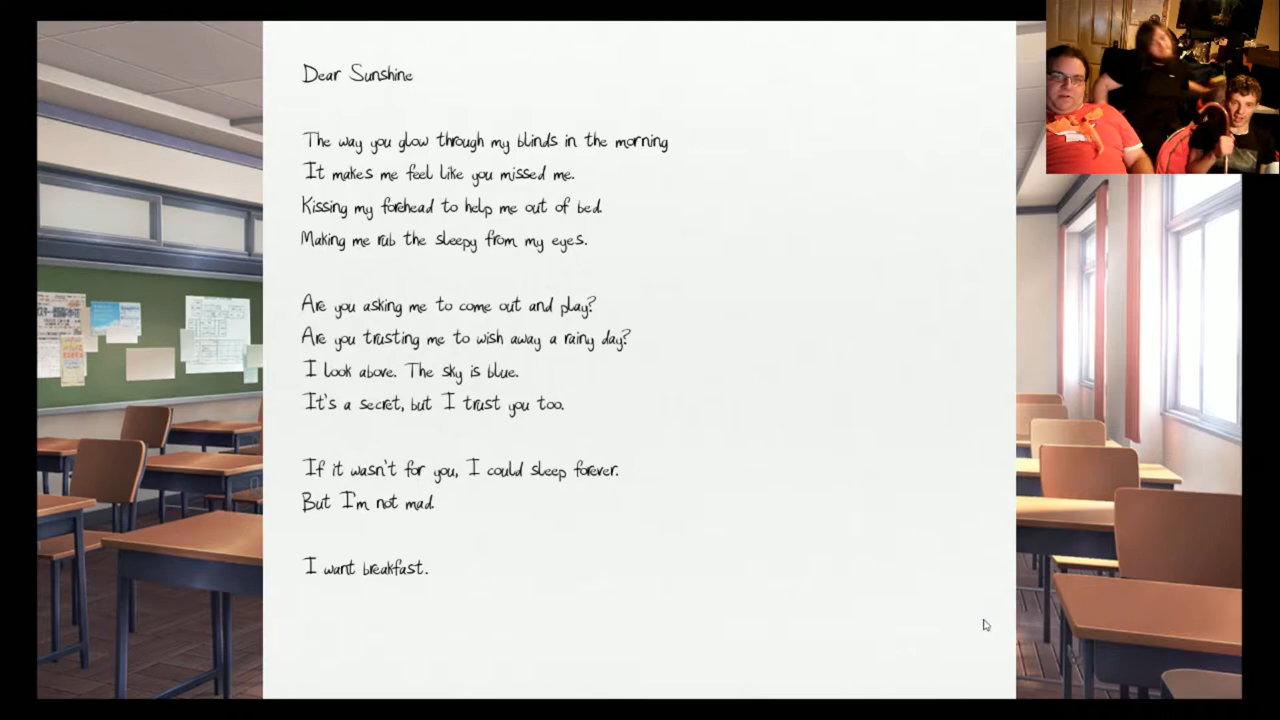 Dear Sunshine
The way you glow through my blinds in the morning
It makes me feel like you missed me.
Kissing my forehead to help me out of bed.
Making me rub the sleepy from my eyes.
Are you asking me to come out and play?
Are you trusting me to wish away a rainy day?
I look above. The sky is blue.
It's a secret, but I trust you too.
If it wasn't for you, I could sleep forever.
But I'm not mad.
I want breakfast.